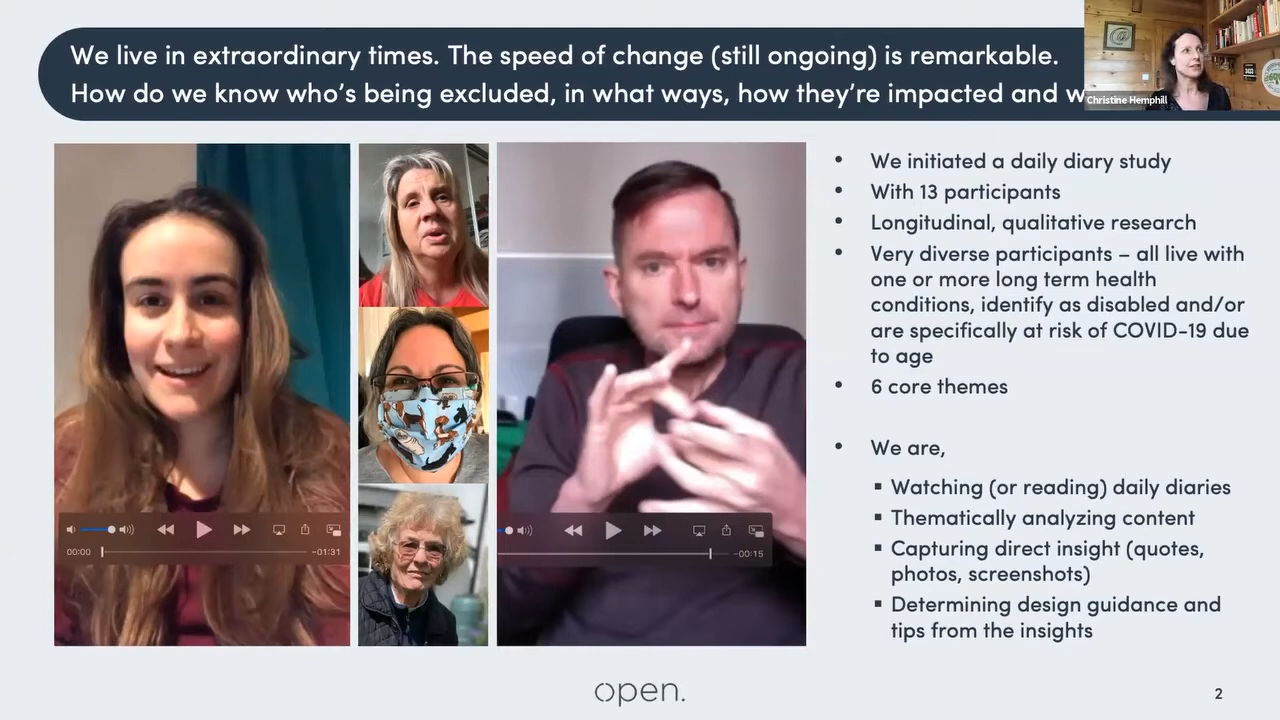 We live in extraordinary times. The speed of change (still ongoing) is remarkable.
How do we know who's being excluded, in what ways, how they're impacted and w
Christine Hemphill
• We initiated a daily diary study
• With 13 participants
• Longitudinal, qualitative research
• Very diverse participants – all live with
one or more long term health
conditions, identify as disabled and/or
are specifically at risk of COVID-19 due
to age
• 6 core themes
• We are,
▪ Watching (or reading) daily diaries
▪ Thematically analyzing content
▪ Capturing direct insight (quotes,
photos, screenshots)
▪ Determining design guidance and
tips from the insights
00:00
-01:31
-00:15
open.
2